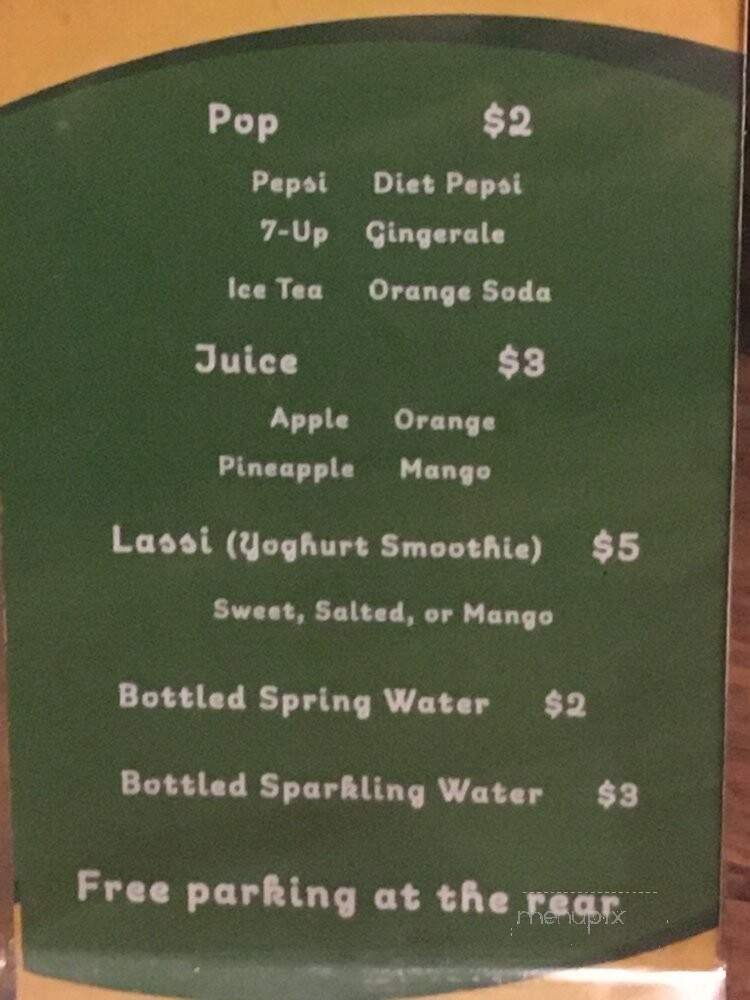 Pop $2
Pepsi Diet Pepsi
7-Up Gingerale
Ice Tea Orange Soda
Juice $3
Apple Orange
Pineapple Mango
Lassi (Yoghurt Smoothie) $5
Sweet, Salted, or Mango
Bottled Spring Water $2
Bottled Sparkling Water $3
Free parking at the rear
menupix